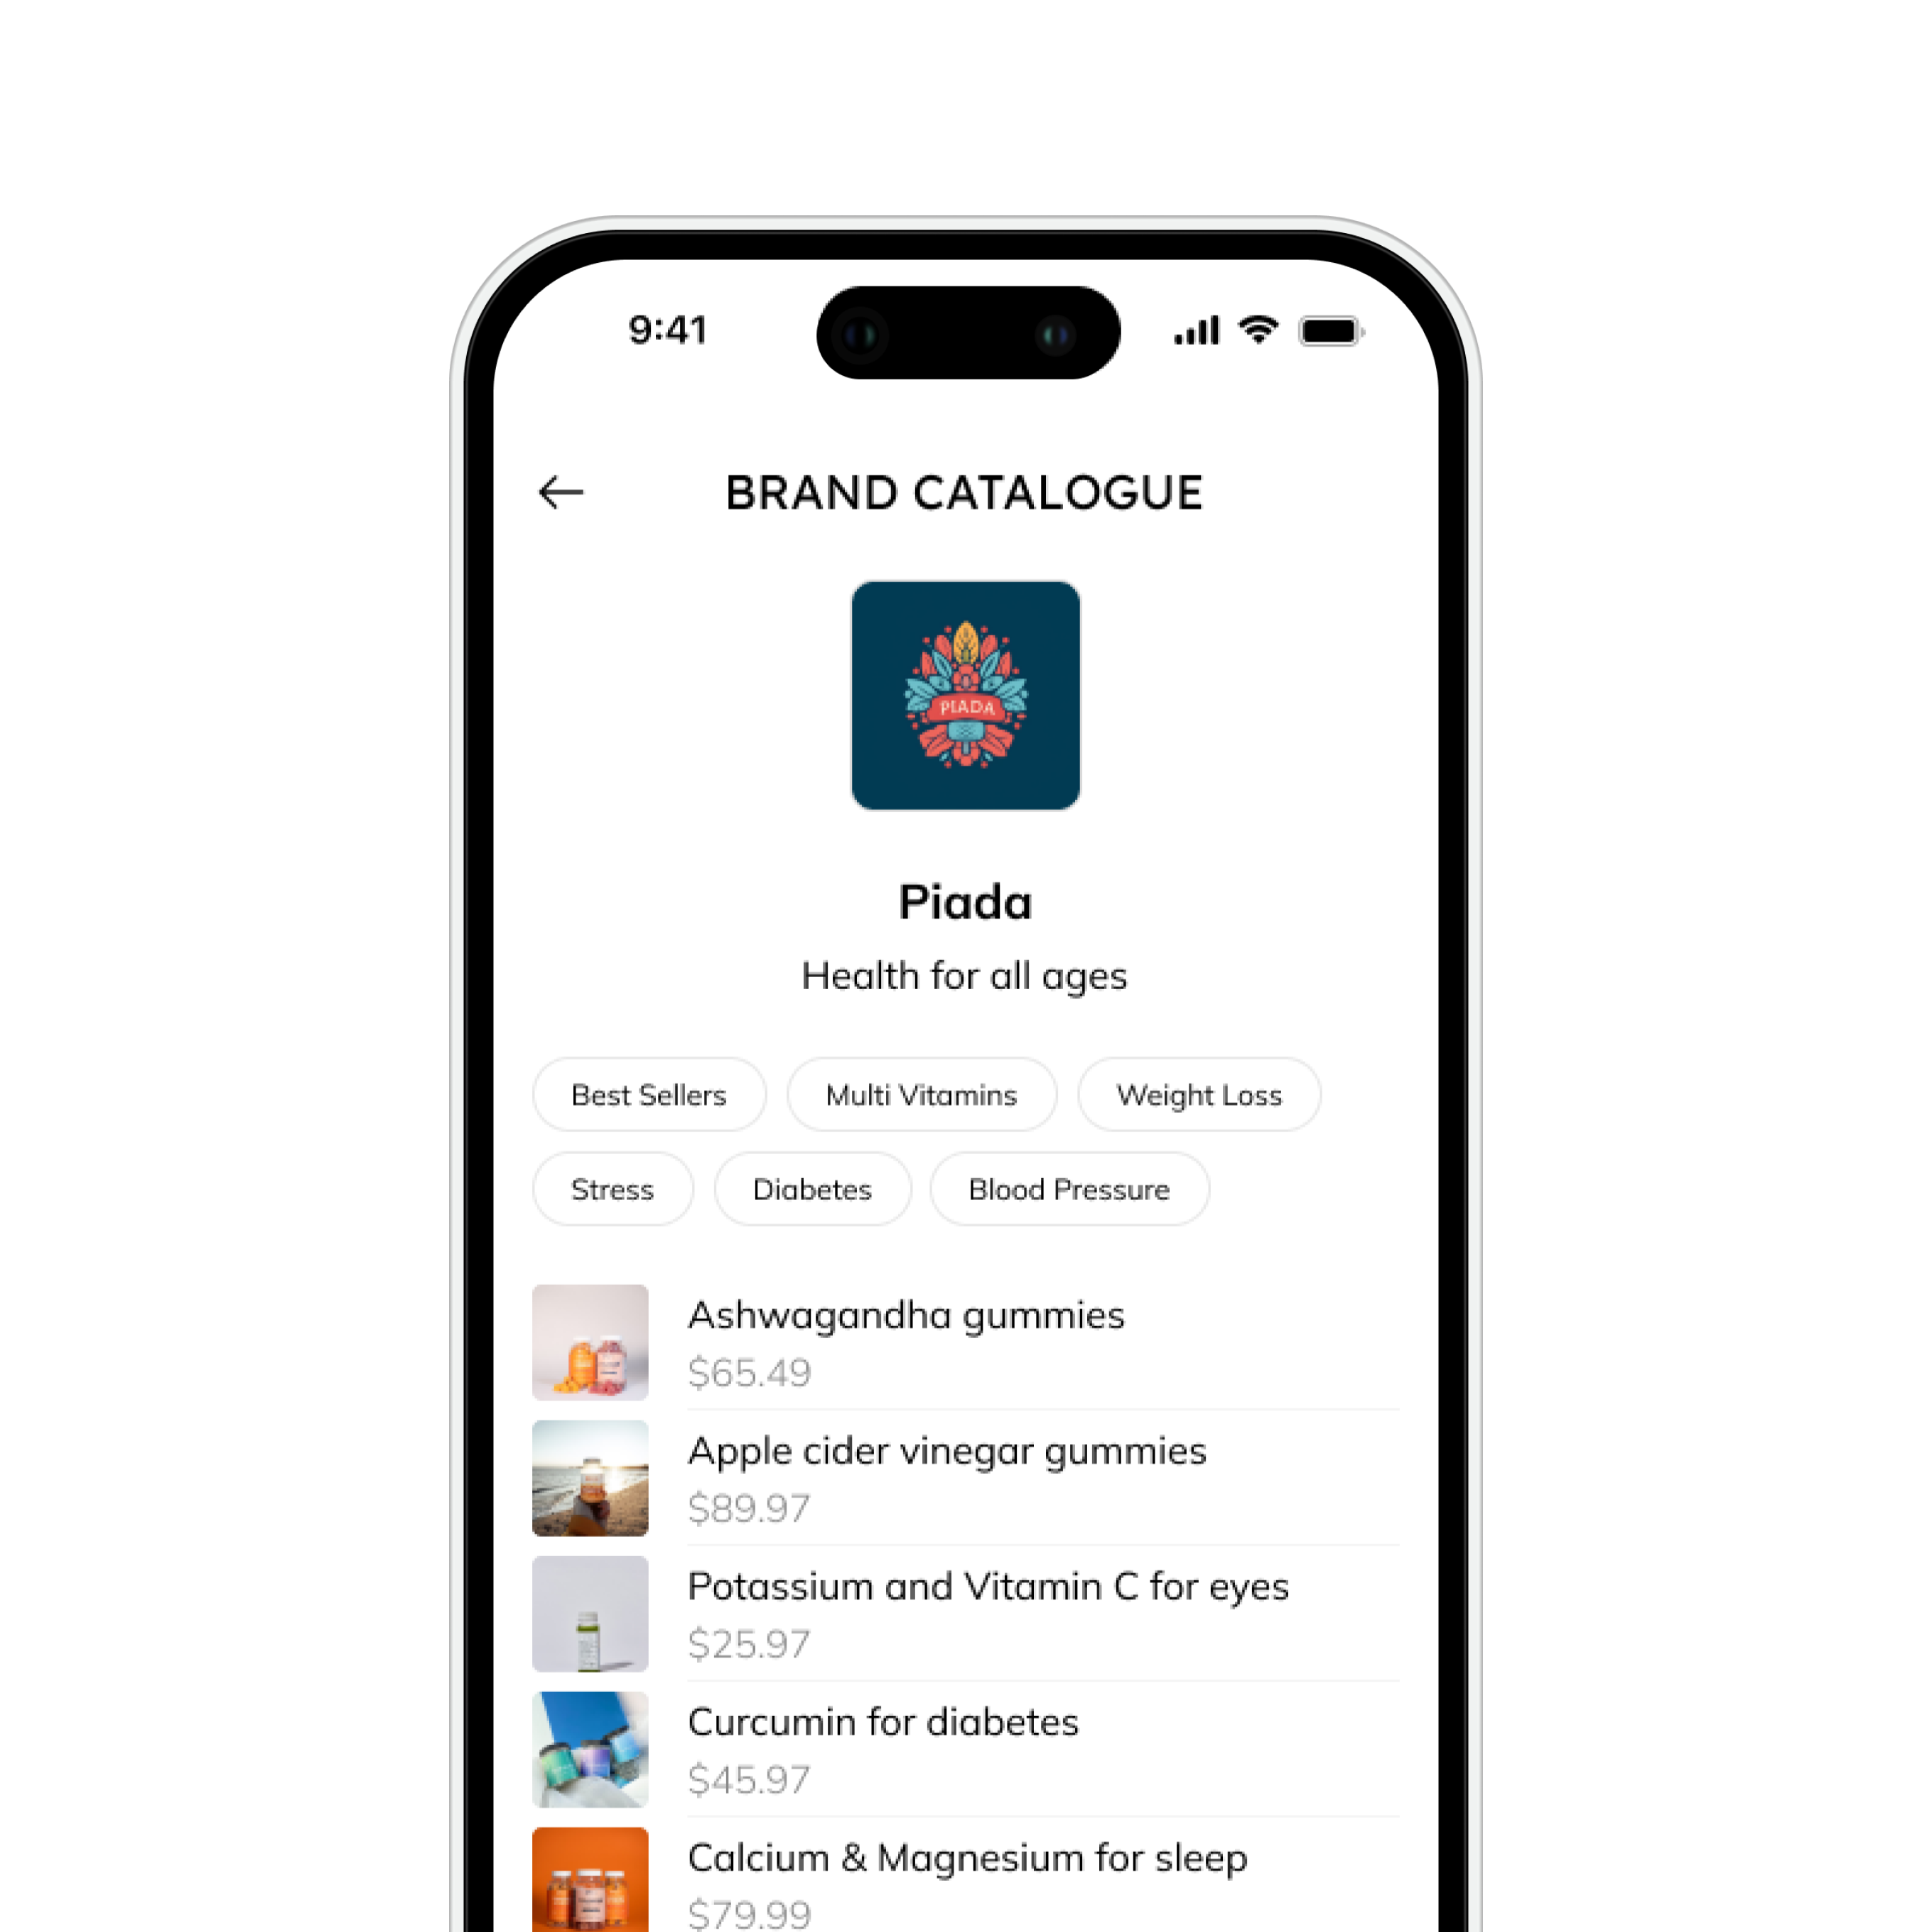 9:41
BRAND CATALOGUE
PIADA
Piada
Health for all ages
Best Sellers
Multi Vitamins
Weight Loss
Stress
Diabetes
Blood Pressure
Ashwagandha gummies
$65.49
Apple cider vinegar gummies
$89.97
Potassium and Vitamin C for eyes
$25.97
Curcumin for diabetes
$45.97
Calcium & Magnesium for sleep
$79.99